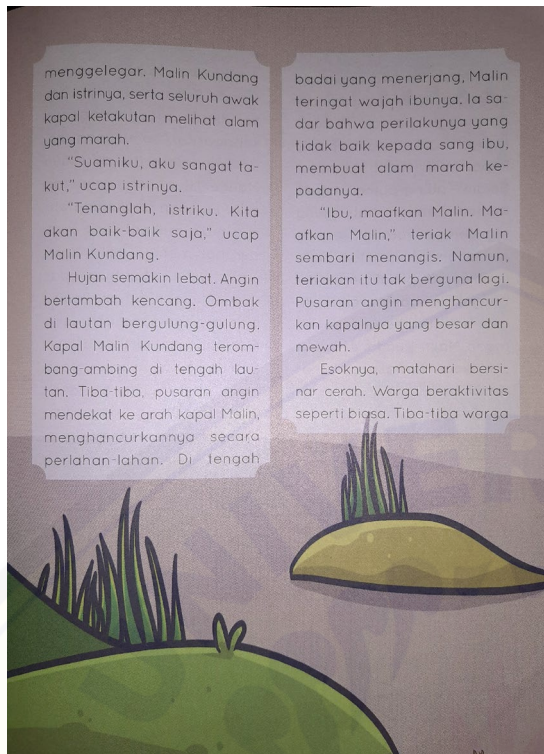 menggelegar. Malin Kundang
dan istrinya, serta seluruh awak
kapal ketakutan melihat alam
yang marah.
"Suamiku, aku sangat ta-
kut," ucap istrinya.
"Tenanglah, istriku. Kita
akan baik-baik saja," ucap
Malin Kundang.
Hujan semakin lebat. Angin
bertambah kencang. Ombak
di lautan bergulung-gulung.
Kapal Malin Kundang terom-
bang-ambing di tengah lau-
tan. Tiba-tiba, pusaran angin
mendekat ke arah kapal Malin,
menghancurkannya secara
perlahan-lahan. Di tengah
badai yang menerjang, Malin
teringat wajah ibunya. Ia sa-
dar bahwa perilakunya yang
tidak baik kepada sang ibu,
membuat alam marah ke-
padanya.
"Ibu, maafkan Malin. Ma-
afkan Malin," teriak Malin
sembari menangis. Namun,
teriakan itu tak berguna lagi.
Pusaran angin menghancur-
kan kapalnya yang besar dan
mewah.
Esoknya, matahari bersi-
nar cerah. Warga beraktivitas
seperti biasa. Tiba-tiba warga